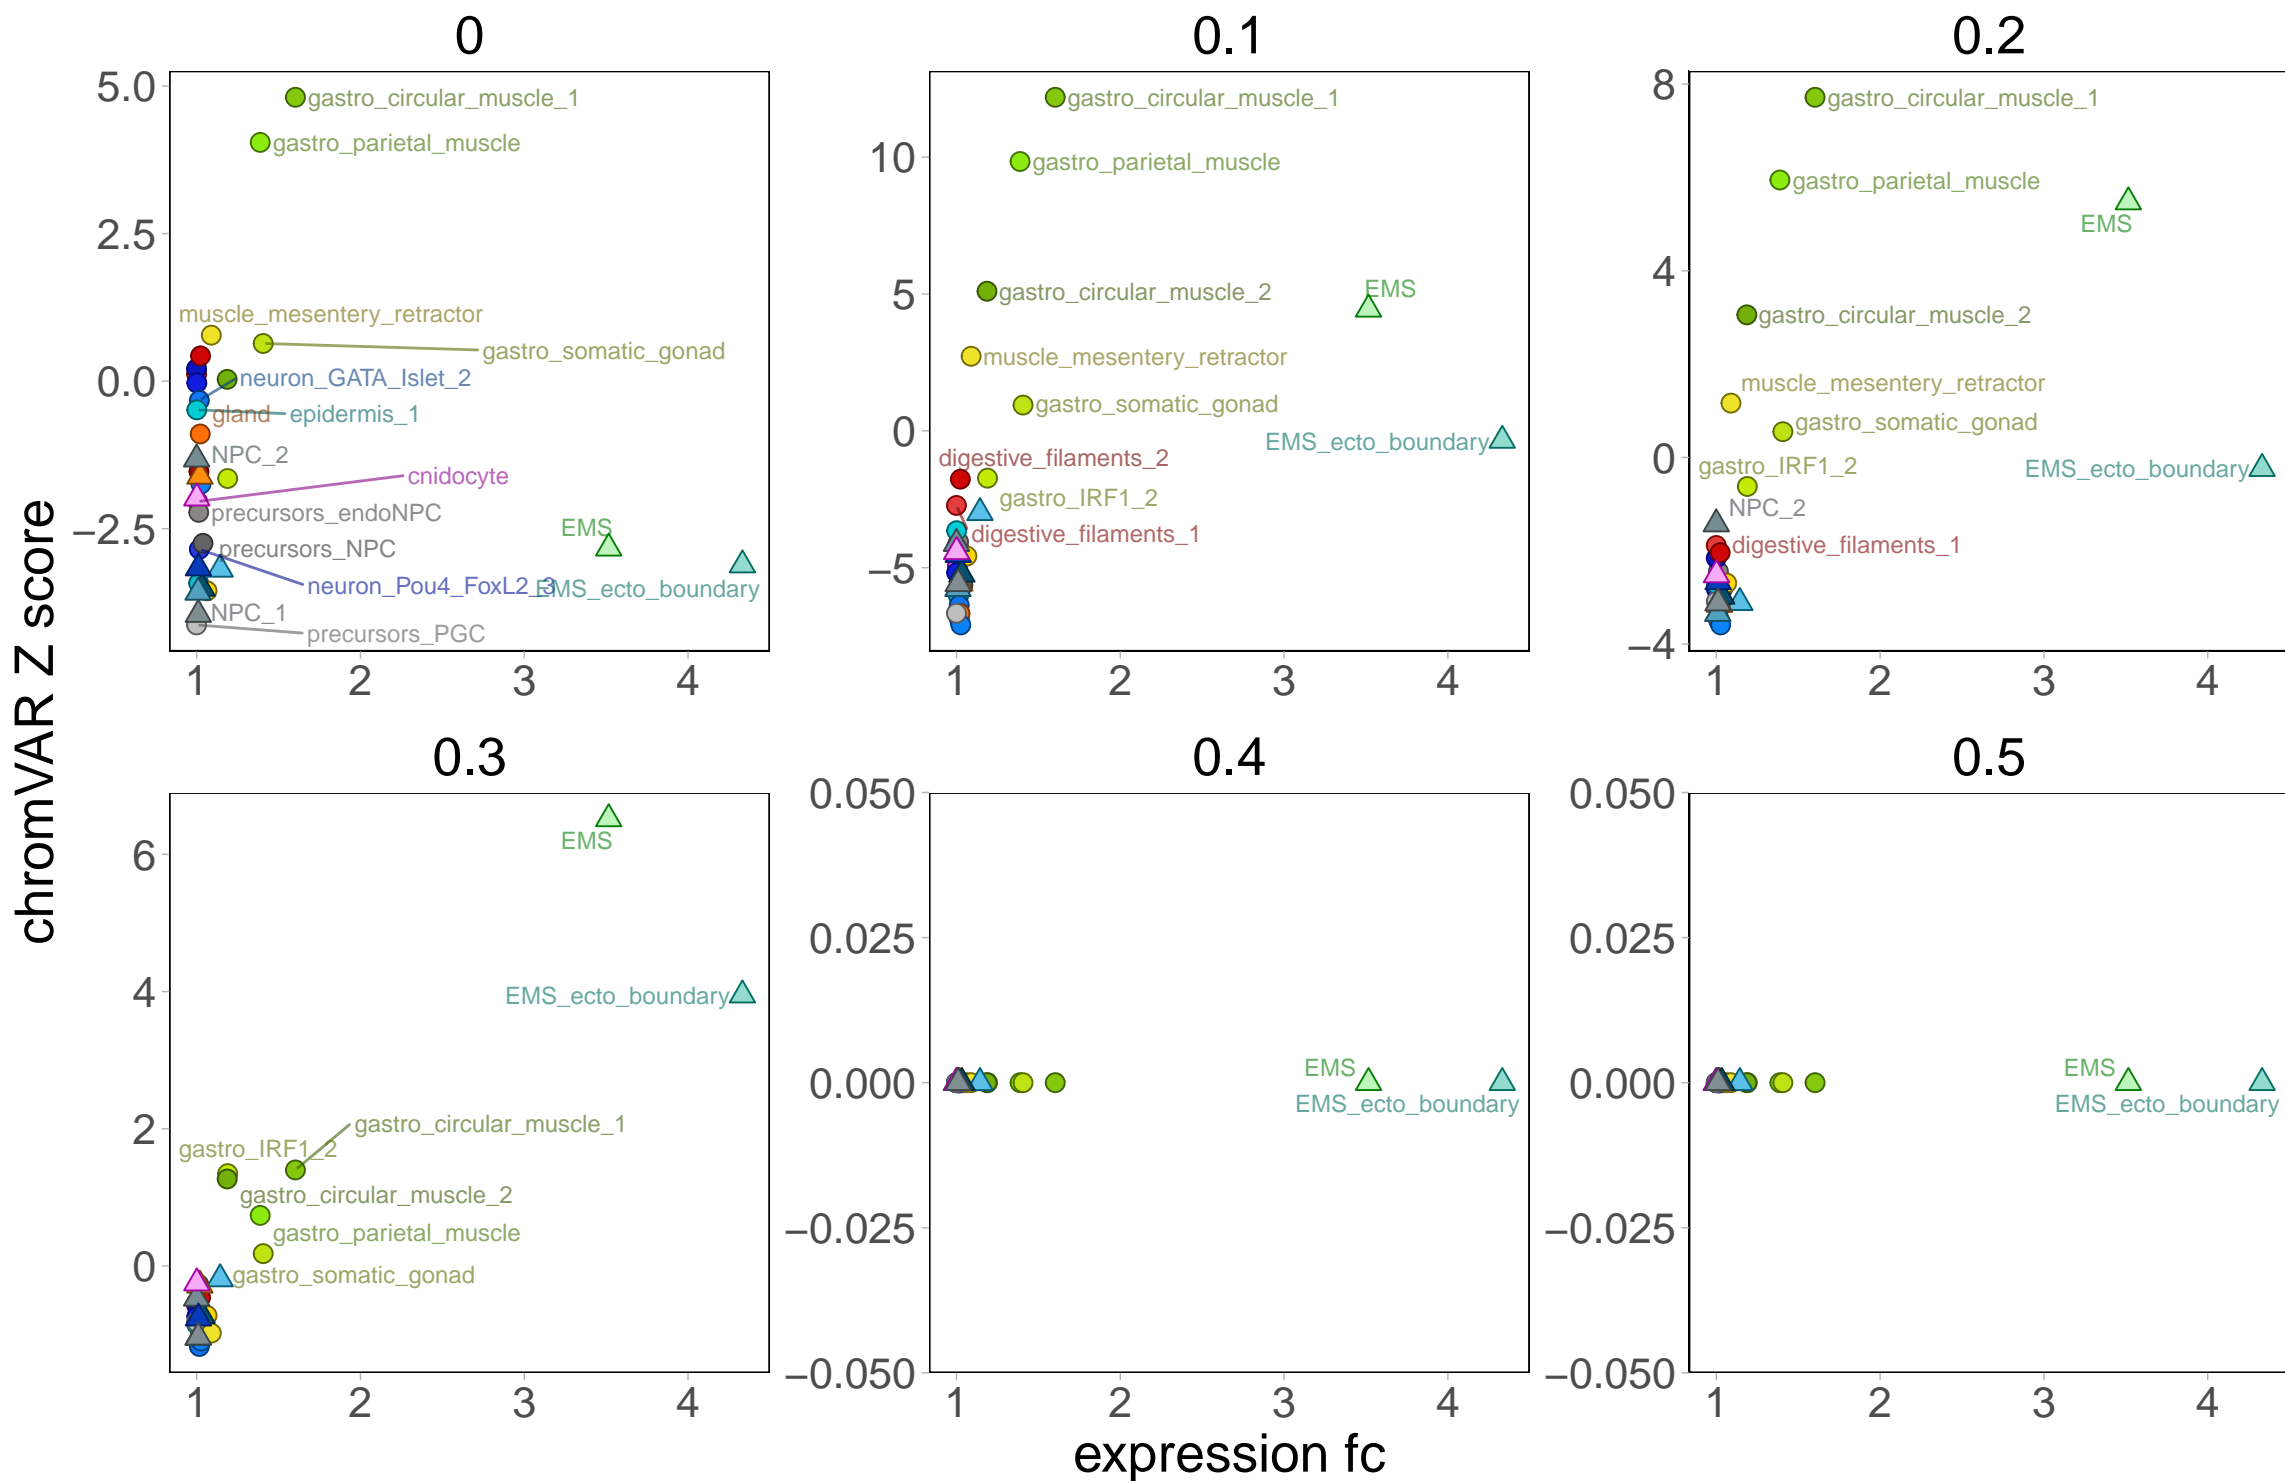 0
0.1
0.2
5.0
2.5
0.0
−2.5
gastro_circular_muscle_1
gastro_parietal_muscle
muscle_mesentery_retractor
gastro_somatic_gonad
neuron_GATA_Islet_2
gland
epidermis_1
NPC_2
cnidocyte
precursors_endoNPC
EMS
precursors_NPC
neuron_Pou4_FoxL2_3
EMS_ecto_boundary
NPC_1
precursors_PGC
1 2 3 4
10
5
0
−5
gastro_circular_muscle_1
gastro_parietal_muscle
gastro_circular_muscle_2
EMS
muscle_mesentery_retractor
gastro_somatic_gonad
EMS_ecto_boundary
digestive_filaments_2
gastro_IRF1_2
digestive_filaments_1
1 2 3 4
8
4
0
−4
gastro_circular_muscle_1
gastro_parietal_muscle
EMS
gastro_circular_muscle_2
muscle_mesentery_retractor
gastro_somatic_gonad
gastro_IRF1_2
EMS_ecto_boundary
NPC_2
digestive_filaments_1
1 2 3 4
chromVAR Z score
0.3
0.4
0.5
6
4
2
0
EMS
EMS_ecto_boundary
gastro_circular_muscle_1
gastro_IRF1_2
gastro_circular_muscle_2
gastro_parietal_muscle
gastro_somatic_gonad
1 2 3 4
0.050
0.025
0.000
−0.025
−0.050
EMS
EMS_ecto_boundary
1 2 3 4
0.050
0.025
0.000
−0.025
−0.050
EMS
EMS_ecto_boundary
1 2 3 4
expression fc